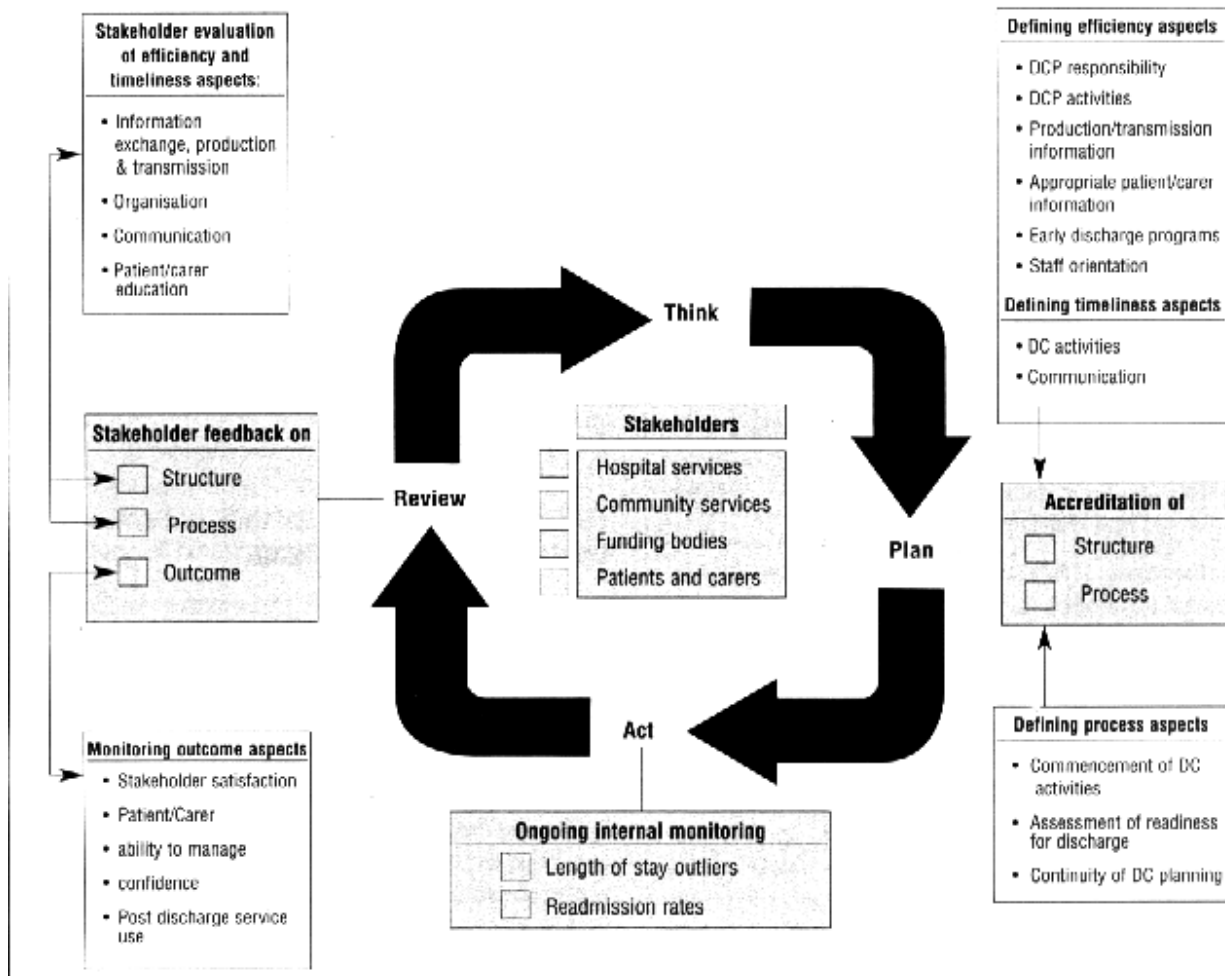 Stakeholder evaluation
of efficiency and
timeliness aspects:
• Information
exchange, production
& transmission
• Organisation
• Communication
• Patient/carer
education
Defining efficiency aspects
• DCP responsibility
• DCP activities
• Production/transmission
information
• Appropriate patient/carer
information
• Early discharge programs
• Staff orientation
Defining timeliness aspects
• DC activities
• Communication
Think
Stakeholder feedback on
Structure
Process
Outcome
Review
Stakeholders
Hospital services
Community services
Funding bodies
Patients and carers
Plan
Accreditation of
Structure
Process
Act
Monitoring outcome aspects
• Stakeholder satisfaction
• Patient/Carer
• ability to manage
• confidence
• Post discharge service
use
Ongoing internal monitoring
Length of stay outliers
Readmission rates
Defining process aspects
• Commencement of DC
activities
• Assessment of readiness
for discharge
• Continuity of DC planning